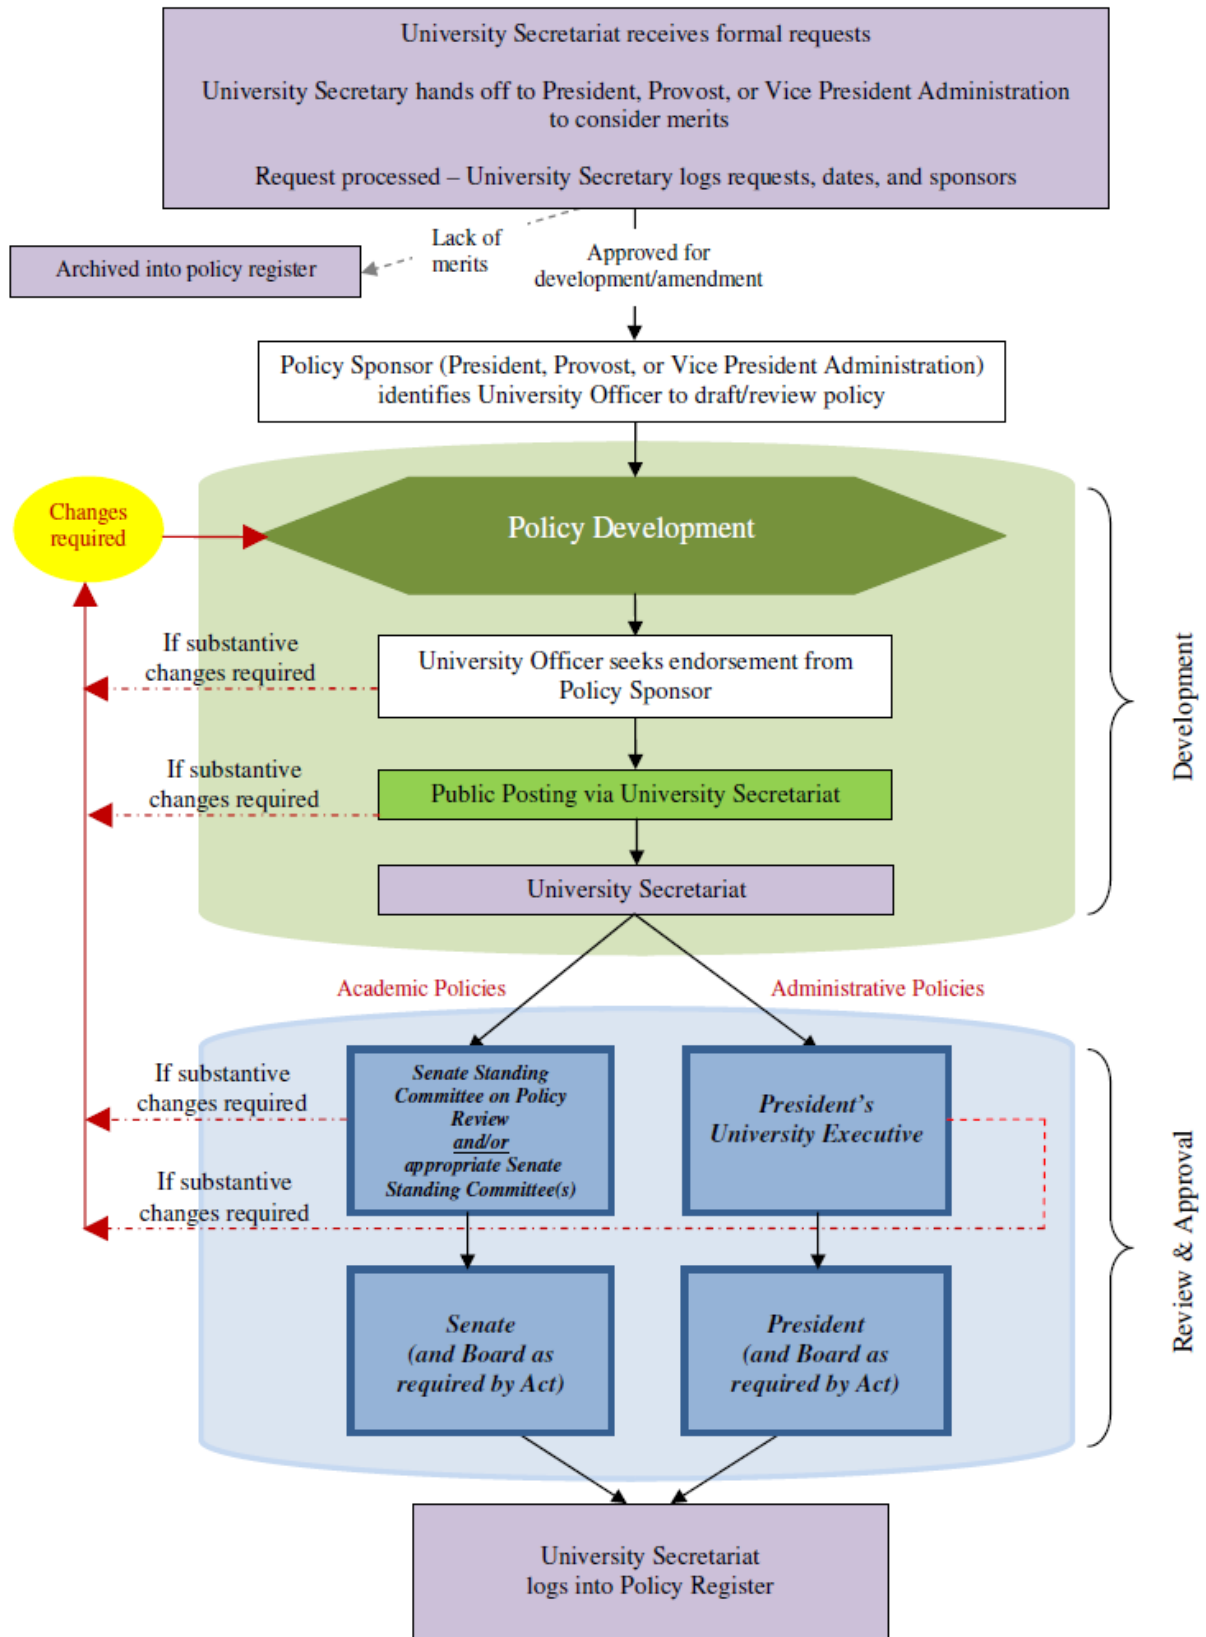 University Secretariat receives formal requests
University Secretary hands off to President, Provost, or Vice President Administration
to consider merits
Request processed – University Secretary logs requests, dates, and sponsors
Lack of
merits
Archived into policy register
Approved for
development/amendment
Policy Sponsor (President, Provost, or Vice President Administration)
identifies University Officer to draft/review policy
Changes
required
Policy Development
If substantive
changes required
University Officer seeks endorsement from
Policy Sponsor
If substantive
changes required
Public Posting via University Secretariat
University Secretariat
Development
Academic Policies
Administrative Policies
If substantive
changes required
Senate Standing
Committee on Policy
Review
and/or
appropriate Senate
Standing Committee(s)
President's
University Executive
If substantive
changes required
Senate
(and Board as
required by Act)
President
(and Board as
required by Act)
Review & Approval
University Secretariat
logs into Policy Register